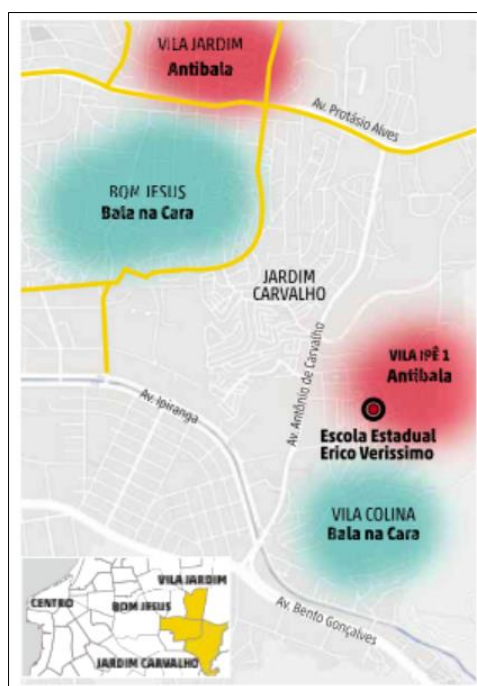 VILA JARDIM
Antibala
Av. Protásio Alves
BOM JESUS
Bala na Cara
JARDIM
CARVALHO
VILA IPÊ 1
Antibala
Av. Ipiranga
Av. Antônio de Carvalho
Escola Estadual
Erico Verissimo
VILA COLINA
Bala na Cara
Av. Bento Gonçalves
VILA JARDIM
CENTRO
BOM JESUS
JARDIM CARVALHO